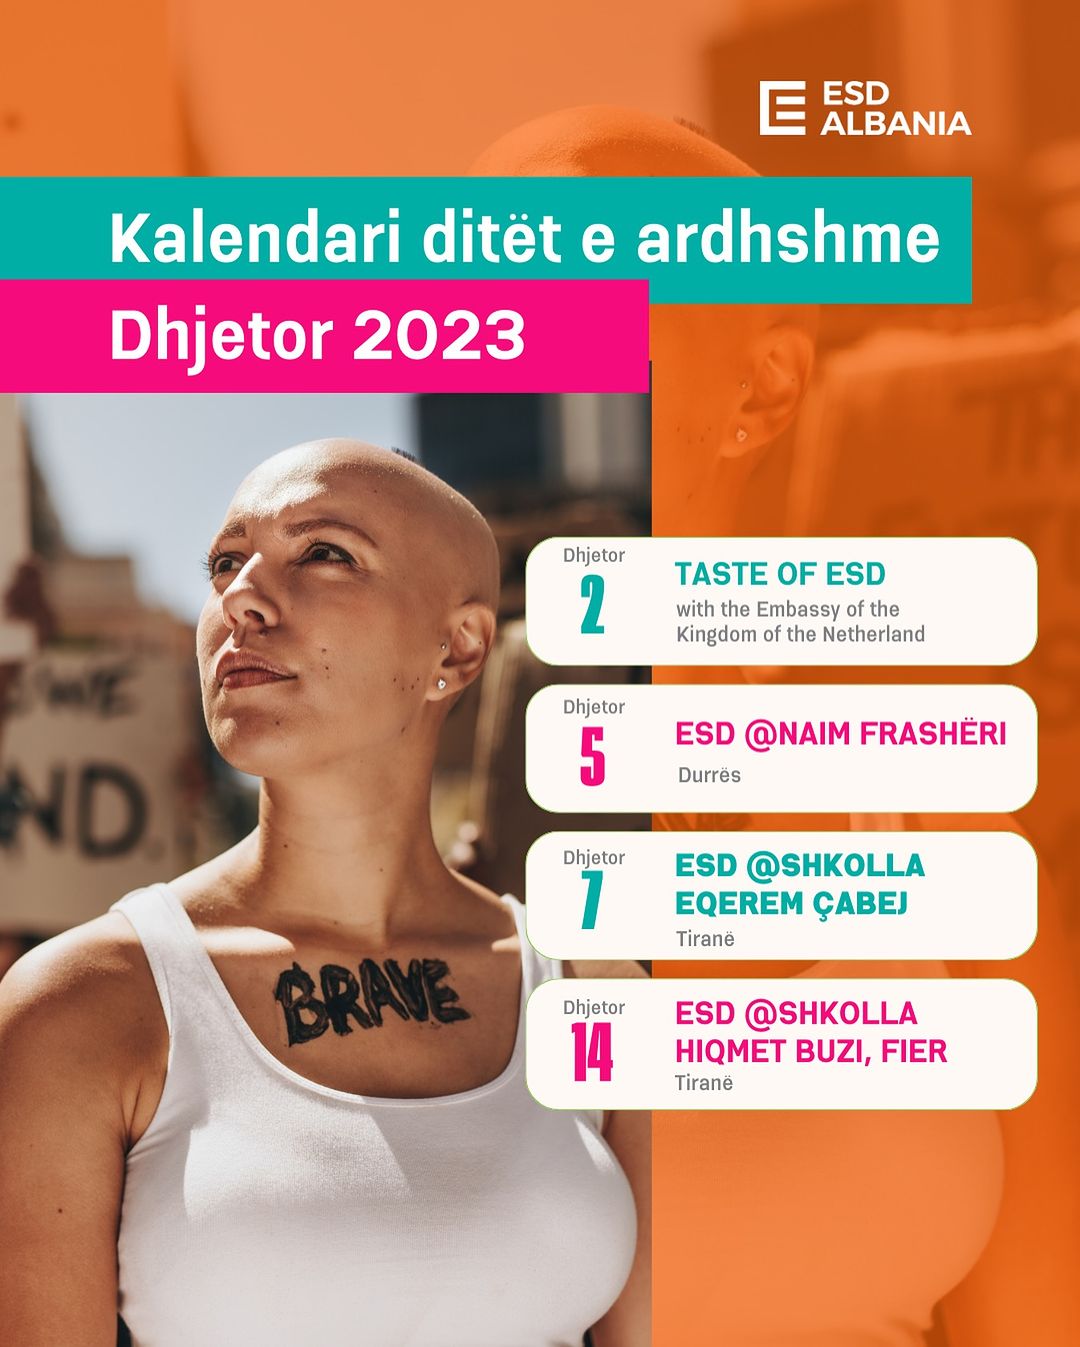 ESD
ALBANIA
Kalendari ditët e ardhshme
Dhjetor 2023
Dhjetor
2
TASTE OF ESD
with the Embassy of the
Kingdom of the Netherland
Dhjetor
5
ESD @NAIM FRASHËRI
Durrës
Dhjetor
7
ESD @SHKOLLA
EQEREM ÇABEJ
Tiranë
Dhjetor
14
ESD @SHKOLLA
HIQMET BUZI, FIER
Tiranë
BRAVE